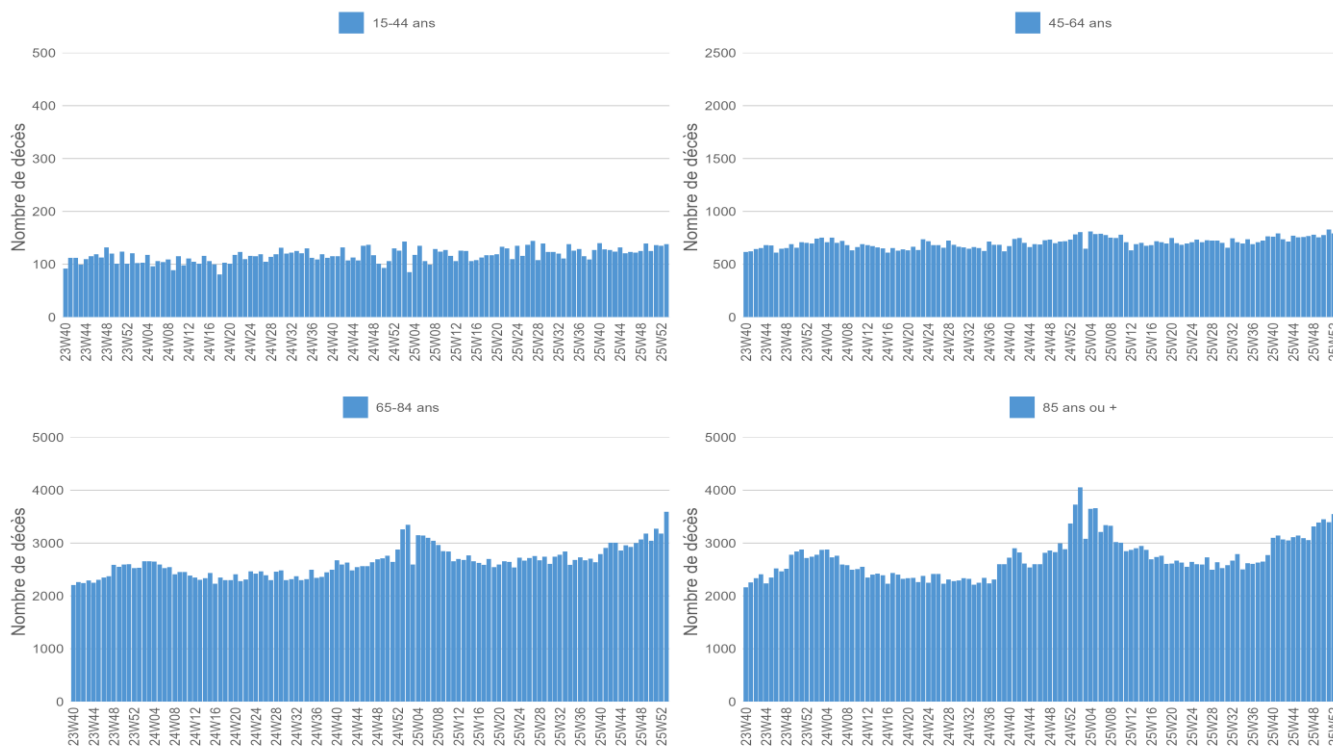 15-44 ans
500
400
300
200
100
0
Nombre de décès
23W40
23W44
23W48
23W52
24W04
24W08
24W12
24W16
24W20
24W24
24W28
24W32
24W36
24W40
24W44
24W48
24W52
25W04
25W08
25W12
25W16
25W20
25W24
25W28
25W32
25W36
25W40
25W44
25W48
25W52
45-64 ans
2500
2000
1500
1000
500
0
Nombre de décès
23W40
23W44
23W48
23W52
24W04
24W08
24W12
24W16
24W20
24W24
24W28
24W32
24W36
24W40
24W44
24W48
24W52
25W04
25W08
25W12
25W16
25W20
25W24
25W28
25W32
25W36
25W40
25W44
25W48
25W52
65-84 ans
5000
4000
3000
2000
1000
0
Nombre de décès
23W40
23W44
23W48
23W52
24W04
24W08
24W12
24W16
24W20
24W24
24W28
24W32
24W36
24W40
24W44
24W48
24W52
25W04
25W08
25W12
25W16
25W20
25W24
25W28
25W32
25W36
25W40
25W44
25W48
25W52
85 ans ou +
5000
4000
3000
2000
1000
0
Nombre de décès
23W40
23W44
23W48
23W52
24W04
24W08
24W12
24W16
24W20
24W24
24W28
24W32
24W36
24W40
24W44
24W48
24W52
25W04
25W08
25W12
25W16
25W20
25W24
25W28
25W32
25W36
25W40
25W44
25W48
25W52